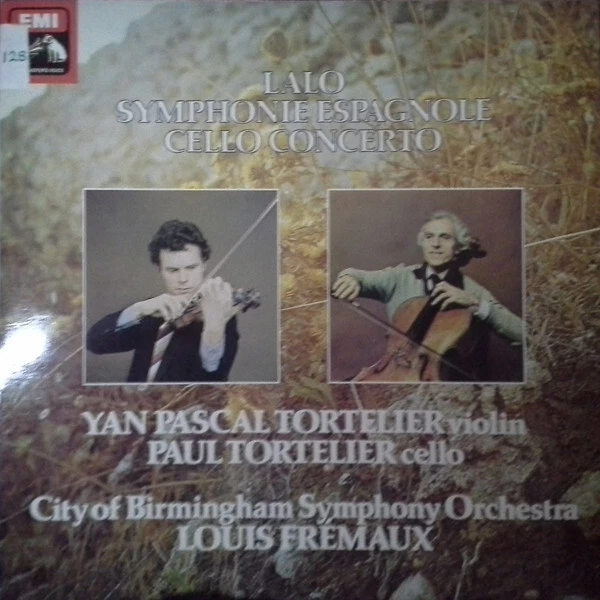 EMI
128
LALO
SYMPHONIE ESPAGNOLE
CELLO CONCERTO
YAN PASCAL TORTELIER violin
PAUL TORTELIER cello
City of Birmingham Symphony Orchestra
LOUIS FRÉMAUX